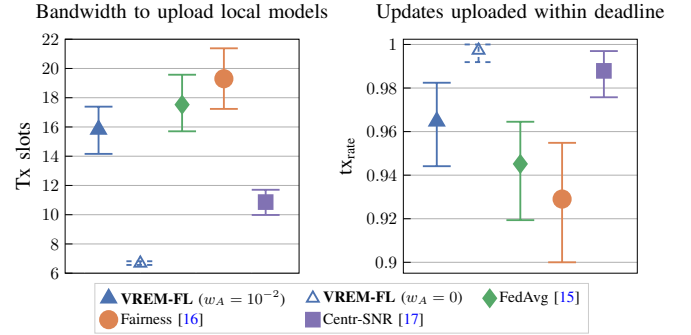 Bandwidth to upload local models
Updates uploaded within deadline
Tx slots
22
20
18
16
14
12
10
8
6
tx_rate
1
0.98
0.96
0.94
0.92
0.9
VREM-FL (w_A = 10^{-2}) VREM-FL (w_A = 0) FedAvg [15]
Fairness [16] Centr-SNR [17]